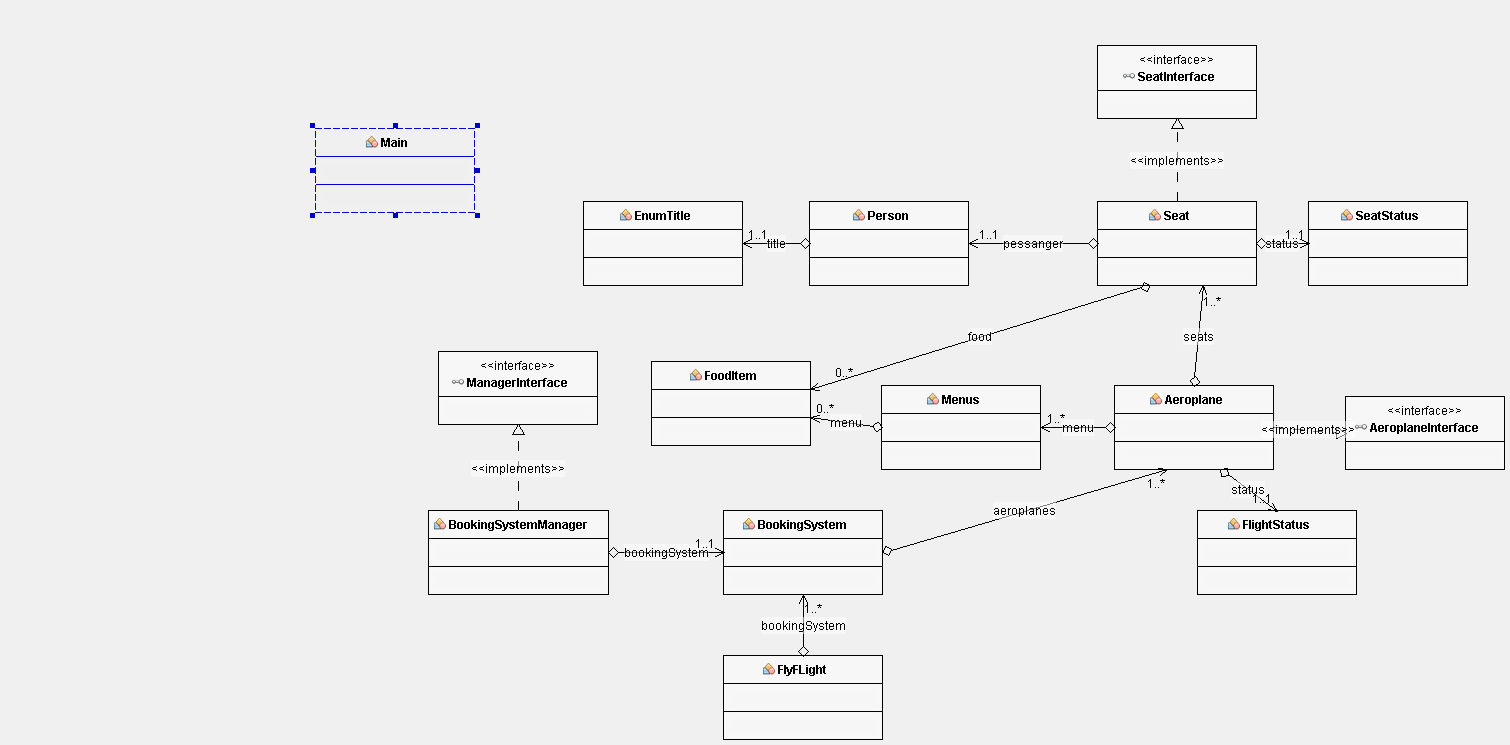 <<interface>>
SeatInterface
Main
<<implements>>
EnumTitle
Person
Seat
SeatStatus
1..1
title
1..1
pessanger
status
1..1
1..*
food
seats
<<interface>>
ManagerInterface
FoodItem
0..*
Menus
Aeroplane
<<interface>>
AeroplaneInterface
0..*
menu
1..*
menu
<<implements>>
<<implements>>
1..*
status
1..1
aeroplanes
BookingSystemManager
BookingSystem
FlightStatus
bookingSystem
1..1
1..*
bookingSystem
FlyFLight